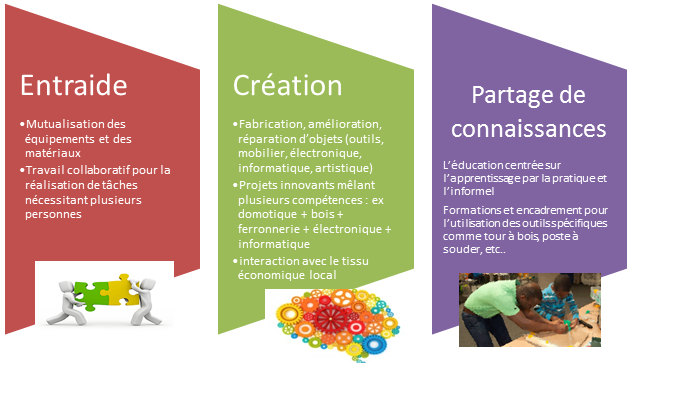 Entraide
•Mutualisation des
équipements et des
matériaux
•Travail collaboratif pour la
réalisation de tâches
nécessitant plusieurs
personnes
Création
•Fabrication, amélioration,
réparation d'objets (outils,
mobilier, électronique,
informatique, artistique)
•Projets innovants mêlant
plusieurs compétences : ex
domotique + bois +
ferronnerie + électronique +
informatique
•interaction avec le tissu
économique local
Partage de
connaissances
L'éducation centrée sur
l'apprentissage par la pratique et
l'informel
Formations et encadrement pour
l'utilisation des outils spécifiques
comme tour à bois, poste à
souder, etc..